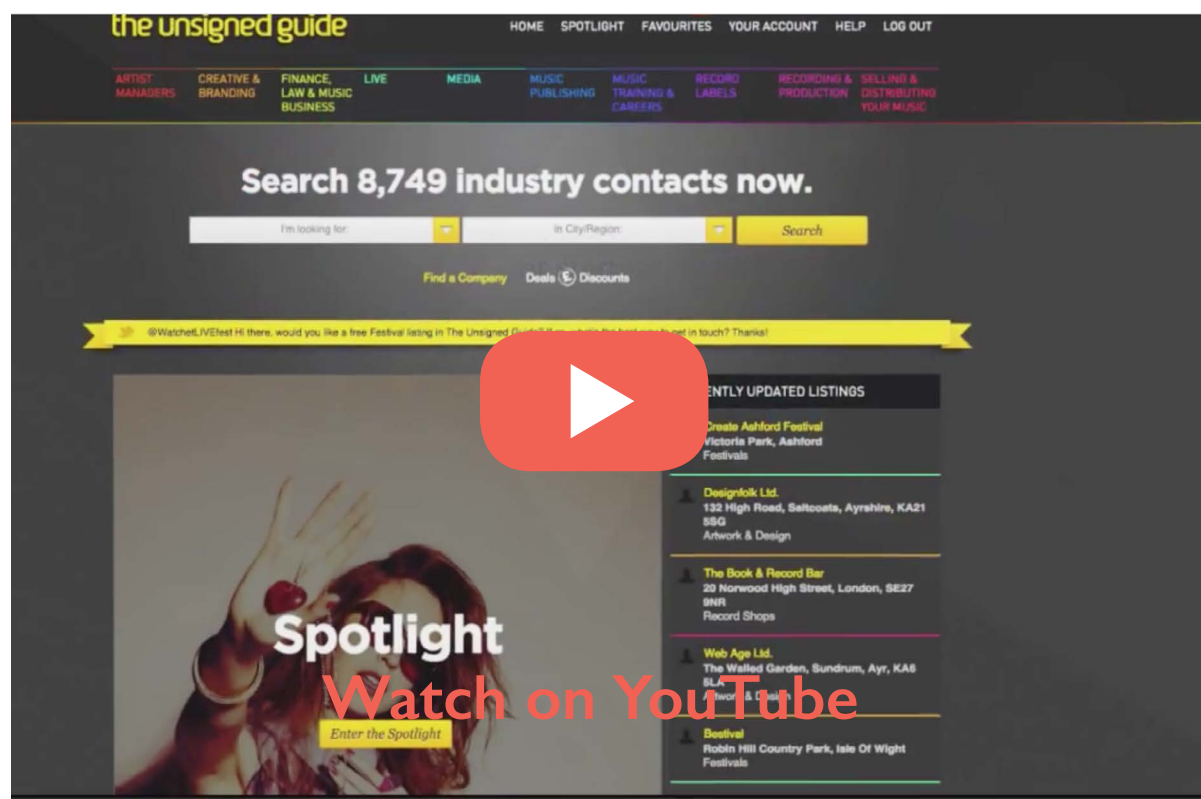 the unsigned guide
HOME SPOTLIGHT FAVOURITES YOUR ACCOUNT HELP LOG OUT
ARTIST MANAGERS
CREATIVE & BRANDING
FINANCE, LAW & MUSIC BUSINESS
LIVE
MEDIA
MUSIC PUBLISHING
MUSIC TRAINING & CAREERS
RECORD LABELS
RECORDING & PRODUCTION
SELLING & DISTRIBUTING YOUR MUSIC
Search 8,749 industry contacts now.
I'm looking for:
In City/Region:
Search
Find a Company
Deals & Discounts
@WatchetLIVEfest Hi there, would you like a free Festival listing in The Unsigned get in touch? Thanks!
ENTLY UPDATED LISTINGS
Create Ashford Festival
Victoria Park, Ashford
Festivals
Designfolk Ltd.
132 High Road, Saltcoats, Ayrshire, KA21
5SG
Artwork & Design
The Book & Record Bar
20 Norwood High Street, London, SE27
9NR
Record Shops
Web Age Ltd.
The Walled Garden, Sundrum, Ayr, KA6
5LA
Artwork & Design
Bestival
Robin Hill Country Park, Isle Of Wight
Festivals
Spotlight
Watch on YouTube
Enter the Spotlight